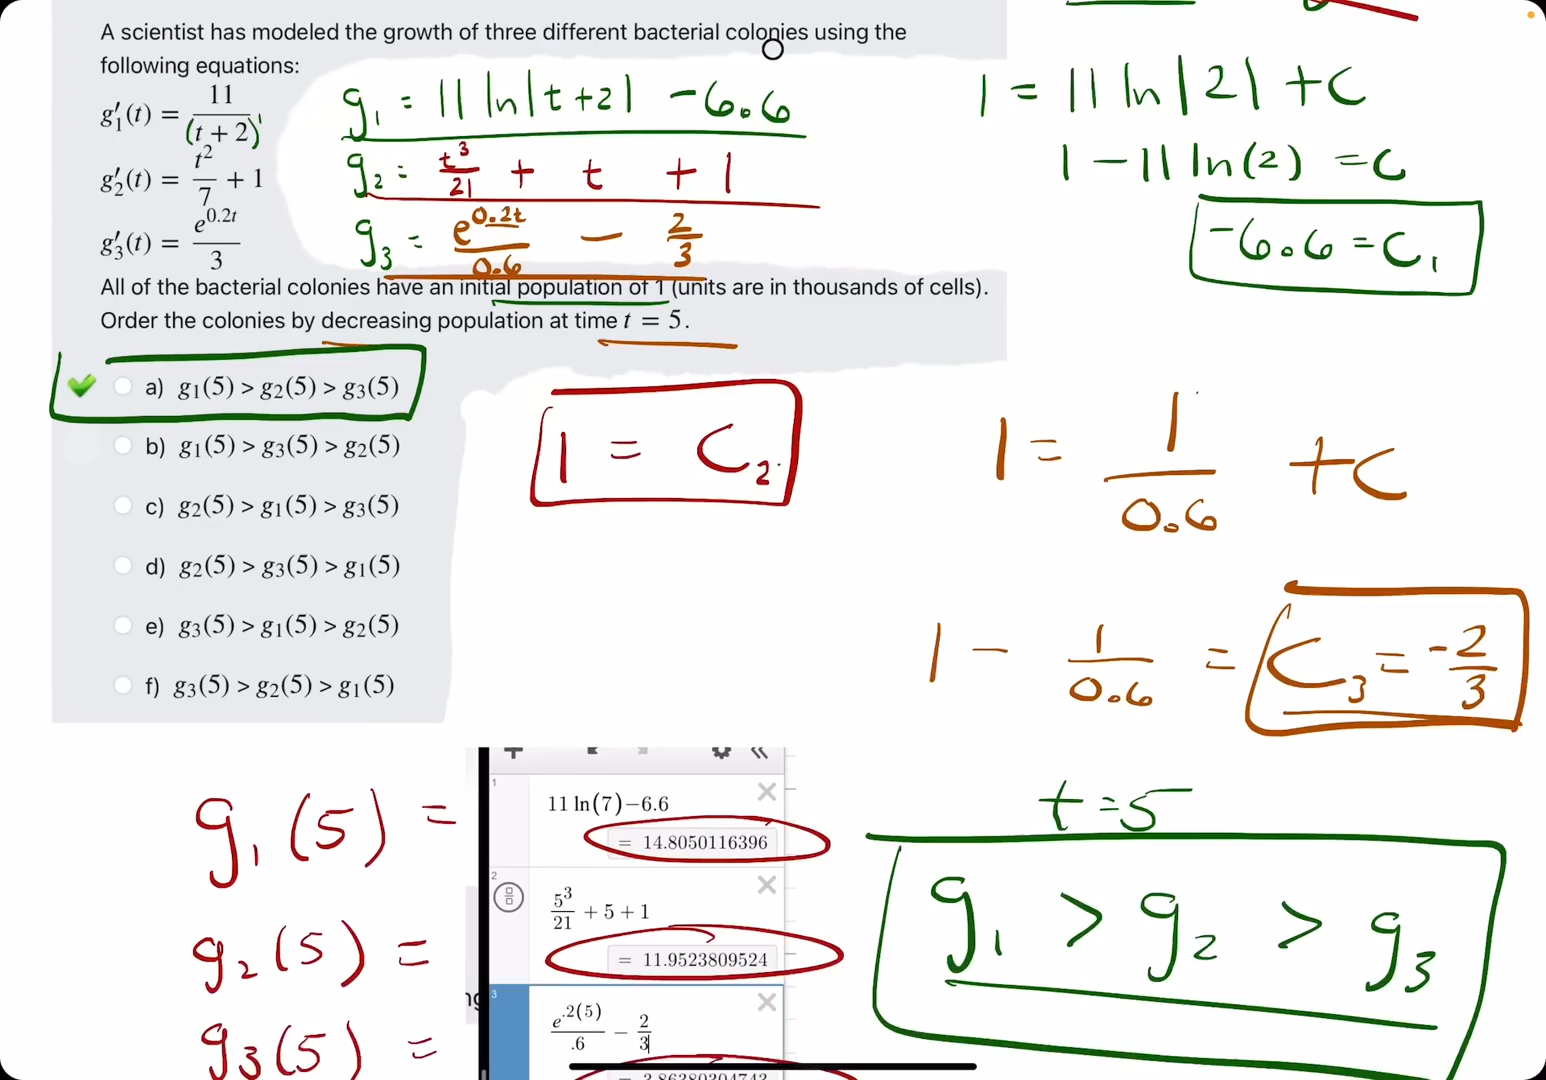 A scientist has modeled the growth of three different bacterial colonies using the
following equations:
g₁′(t) = 11/(t + 2)¹
g₂′(t) = t²/7 + 1
g₃′(t) = e^0.2t/3
g₁ = 11 ln|t+2| - 6.6
g₂ = t³/21 + t + 1
g₃ = e^0.2t/0.6 - 2/3
All of the bacterial colonies have an initial population of 1 (units are in thousands of cells).
Order the colonies by decreasing population at time t = 5.
a) g₁(5) > g₂(5) > g₃(5)
b) g₁(5) > g₃(5) > g₂(5)
c) g₂(5) > g₁(5) > g₃(5)
d) g₂(5) > g₃(5) > g₁(5)
e) g₃(5) > g₁(5) > g₂(5)
f) g₃(5) > g₂(5) > g₁(5)
1 = 11 ln|2| + C
1 - 11 ln(2) = C
-6.6 = C₁
1 = C₂
1 = 1/0.6 + C
1 - 1/0.6 = C₃ = -2/3
g₁(5) =
g₂(5) =
g₃(5) =
1
11 ln(7) − 6.6
= 14.8050116396
2
5³/21 + 5 + 1
= 11.9523809524
3
e^.2(5)/.6 − 2/3
t = 5
g₁ > g₂ > g₃